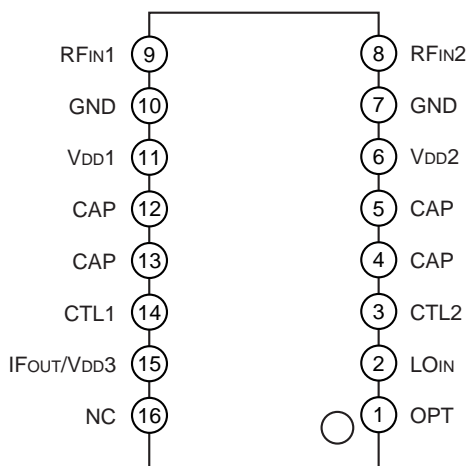 RFIN1 9 8 RFIN2
GND 10 7 GND
VDD1 11 6 VDD2
CAP 12 5 CAP
CAP 13 4 CAP
CTL1 14 3 CTL2
IFOUT/VDD3 15 2 LOIN
NC 16 1 OPT